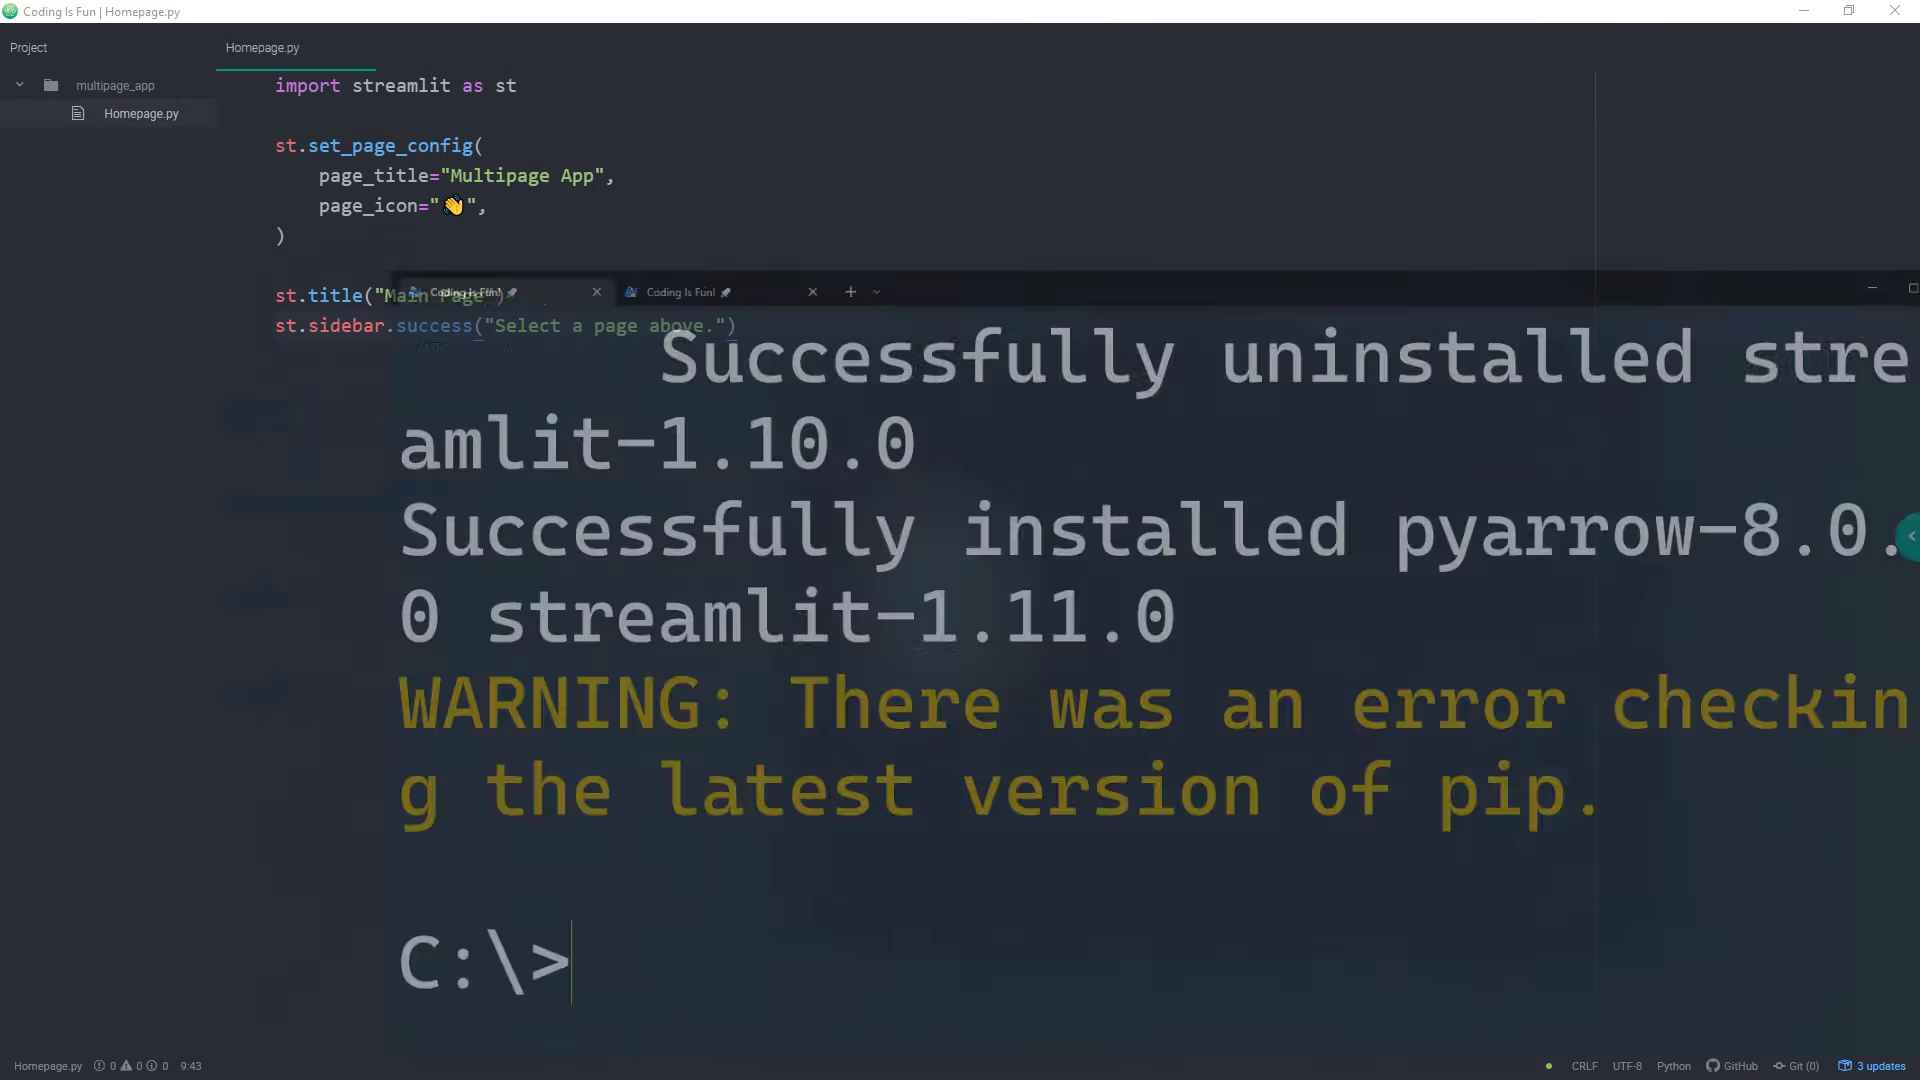 Coding Is Fun | Homepage.py
Project
Homepage.py
multipage_app
Homepage.py
import streamlit as st
st.set_page_config(
page_title="Multipage App",
page_icon="👋",
)
st.title("Main Page")
st.sidebar.success("Select a page above.")
Coding Is Fun!
Coding Is Fun!
Successfully uninstalled stre
amlit-1.10.0
Successfully installed pyarrow-8.0.
0 streamlit-1.11.0
WARNING: There was an error checkin
g the latest version of pip.
C:\>
Homepage.py 0 0 0 9:43
CRLF UTF-8 Python GitHub Git (0) 3 updates